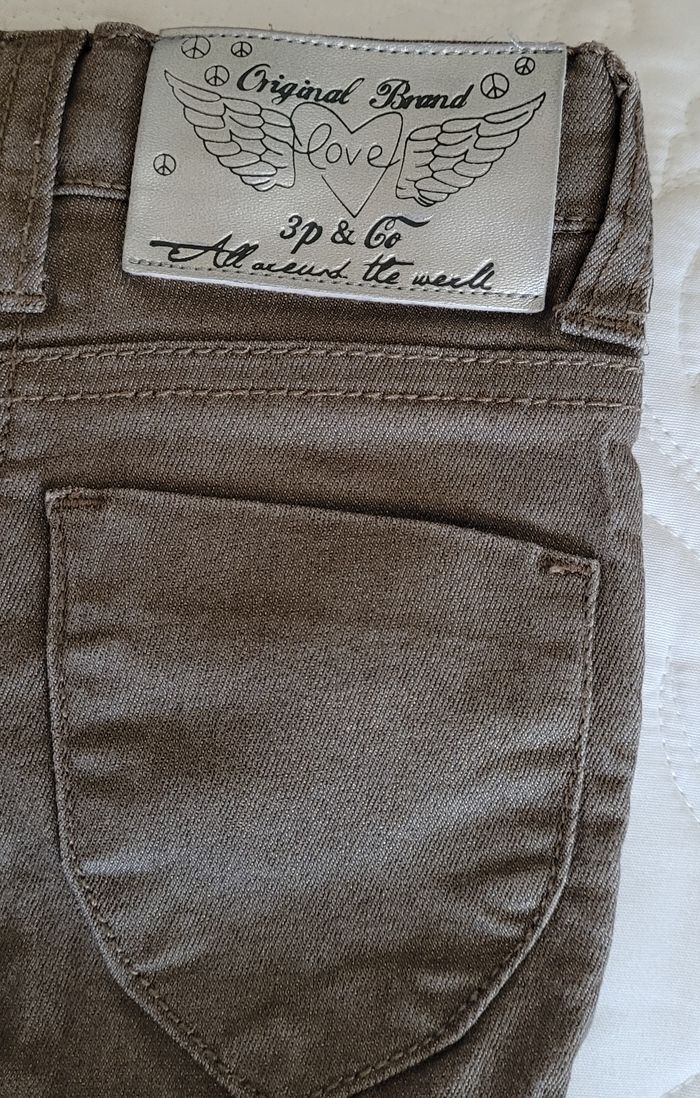 Original Brand
love
3p & Co
All around the world